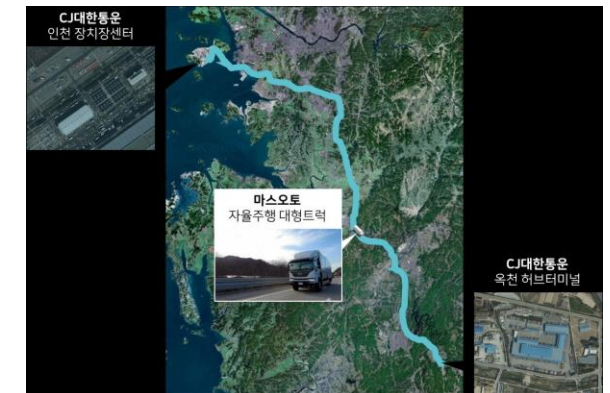 CJ대한통운
인천 장치장센터
마스오토
자율주행 대형트럭
CJ대한통운
옥천 허브터미널